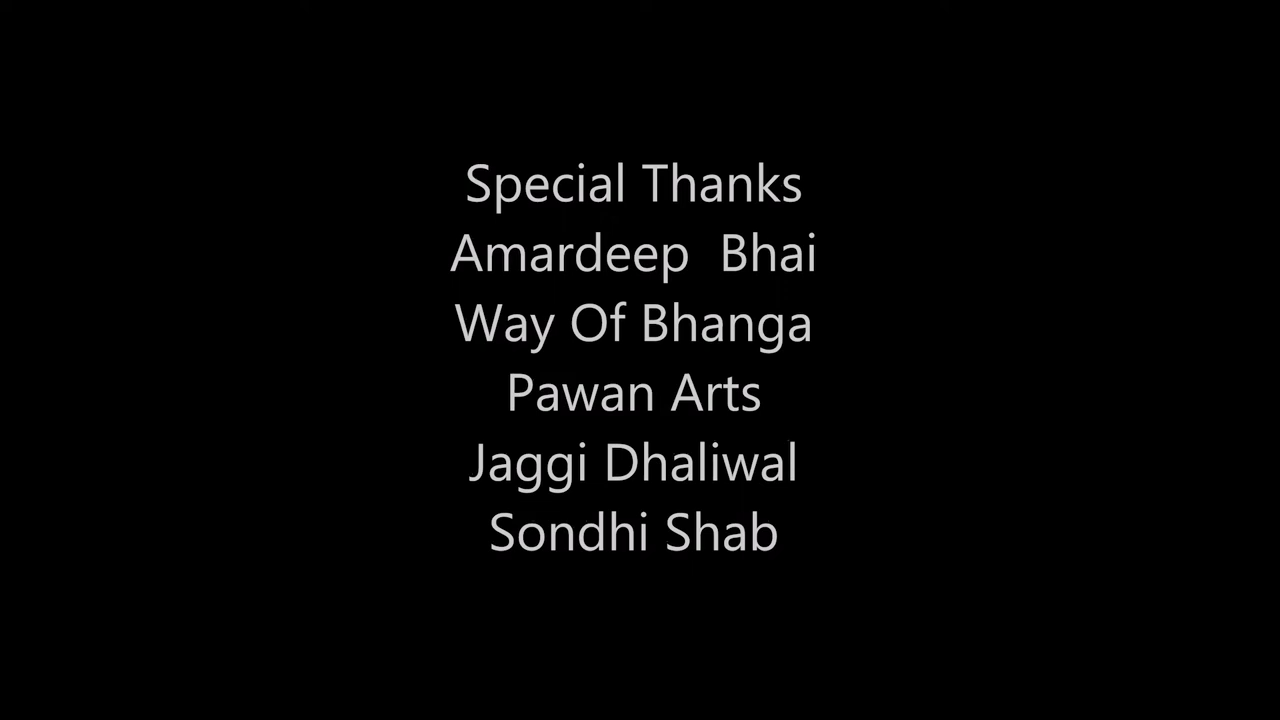 Special Thanks
Amardeep  Bhai
Way Of Bhanga
Pawan Arts
Jaggi Dhaliwal
Sondhi Shab